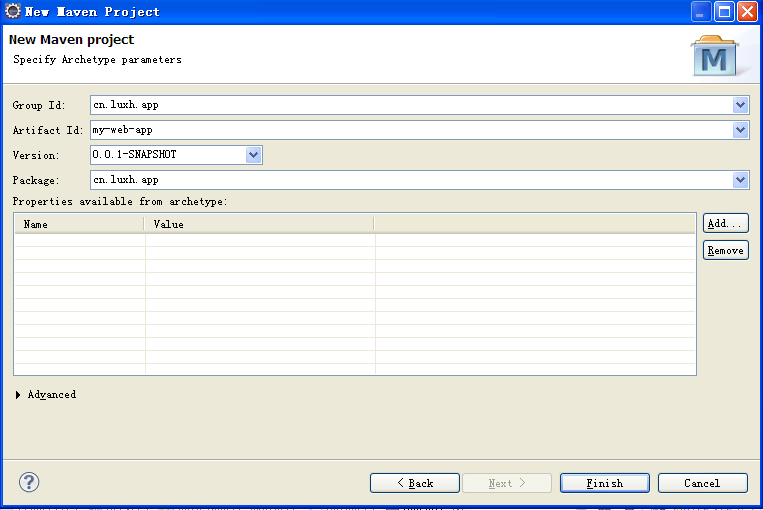 New Maven Project
New Maven project
Specify Archetype parameters
M
Group Id: cn.luxh.app
Artifact Id: my-web-app
Version: 0.0.1-SNAPSHOT
Package: cn.luxh.app
Properties available from archetype:
Name Value
Add...
Remove
Advanced
? < Back Next > Finish Cancel